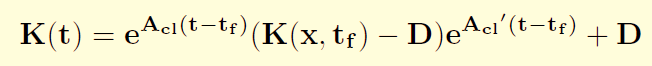 K(t) = e^{A_{cl}(t−t_f)}(K(x, t_f) − D)e^{A_{cl}′(t−t_f)} + D